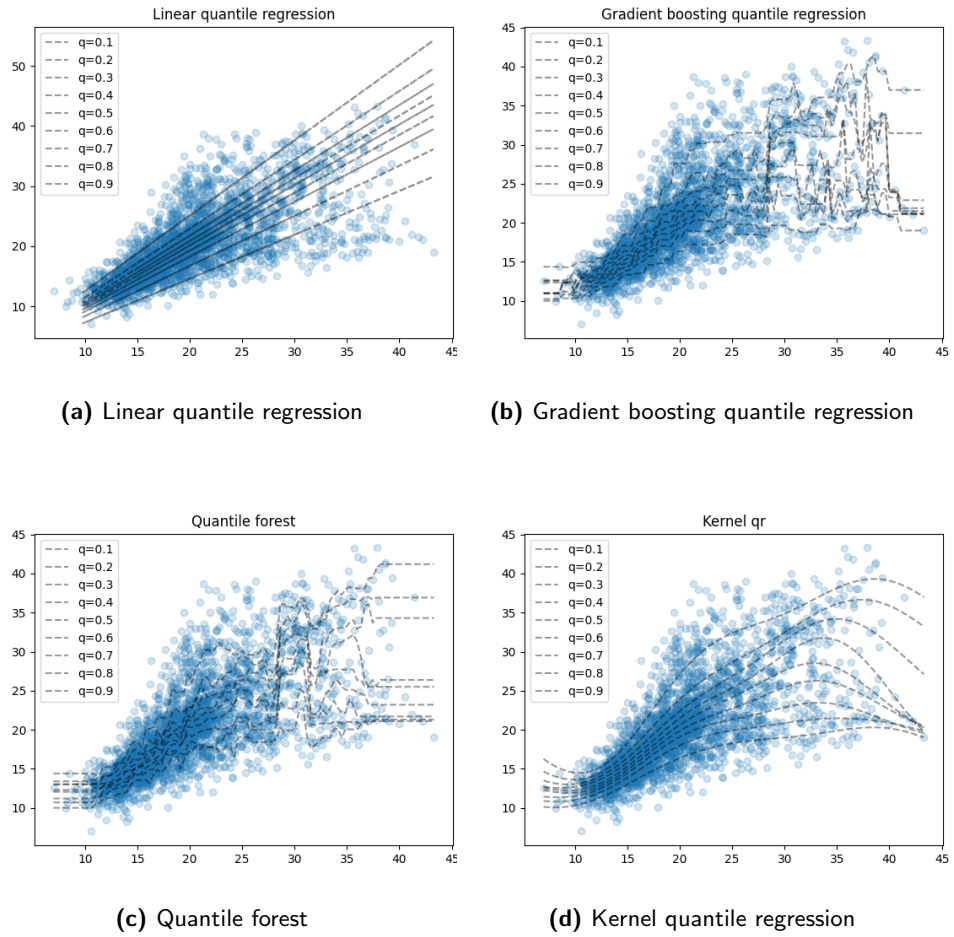 Linear quantile regression
q=0.1
q=0.2
q=0.3
q=0.4
q=0.5
q=0.6
q=0.7
q=0.8
q=0.9
50
40
30
20
10
10 15 20 25 30 35 40 45
(a) Linear quantile regression
Gradient boosting quantile regression
q=0.1
q=0.2
q=0.3
q=0.4
q=0.5
q=0.6
q=0.7
q=0.8
q=0.9
45
40
35
30
25
20
15
10
10 15 20 25 30 35 40 45
(b) Gradient boosting quantile regression
Quantile forest
q=0.1
q=0.2
q=0.3
q=0.4
q=0.5
q=0.6
q=0.7
q=0.8
q=0.9
45
40
35
30
25
20
15
10
10 15 20 25 30 35 40 45
(c) Quantile forest
Kernel qr
q=0.1
q=0.2
q=0.3
q=0.4
q=0.5
q=0.6
q=0.7
q=0.8
q=0.9
45
40
35
30
25
20
15
10
10 15 20 25 30 35 40 45
(d) Kernel quantile regression